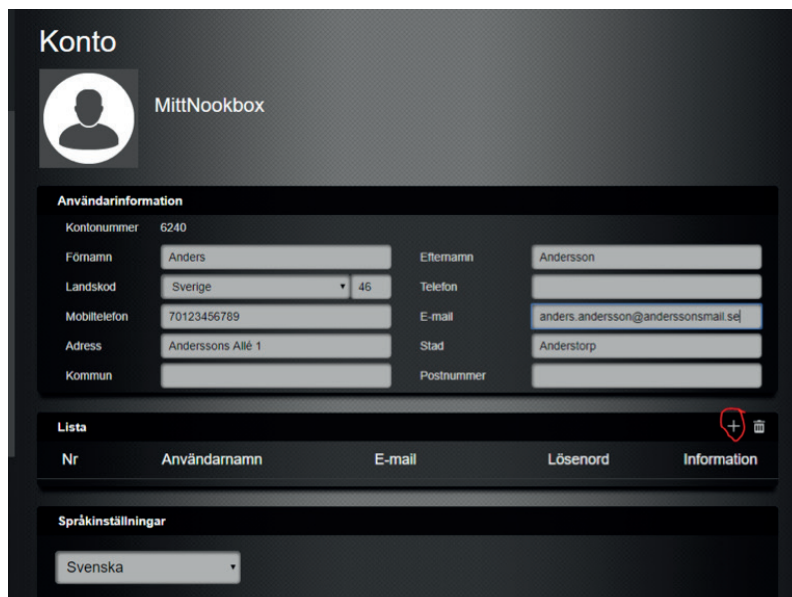 Konto
MittNookbox
Användarinformation
Kontonummer 6240
Förnamn Anders Efternamn Andersson
Landskod Sverige 46 Telefon
Mobiltelefon 70123456789 E-mail anders.andersson@anderssonsmail.se
Adress Anderssons Allé 1 Stad Anderstorp
Kommun Postnummer
Lista
Nr Användarnamn E-mail Lösenord Information
Språkinställningar
Svenska